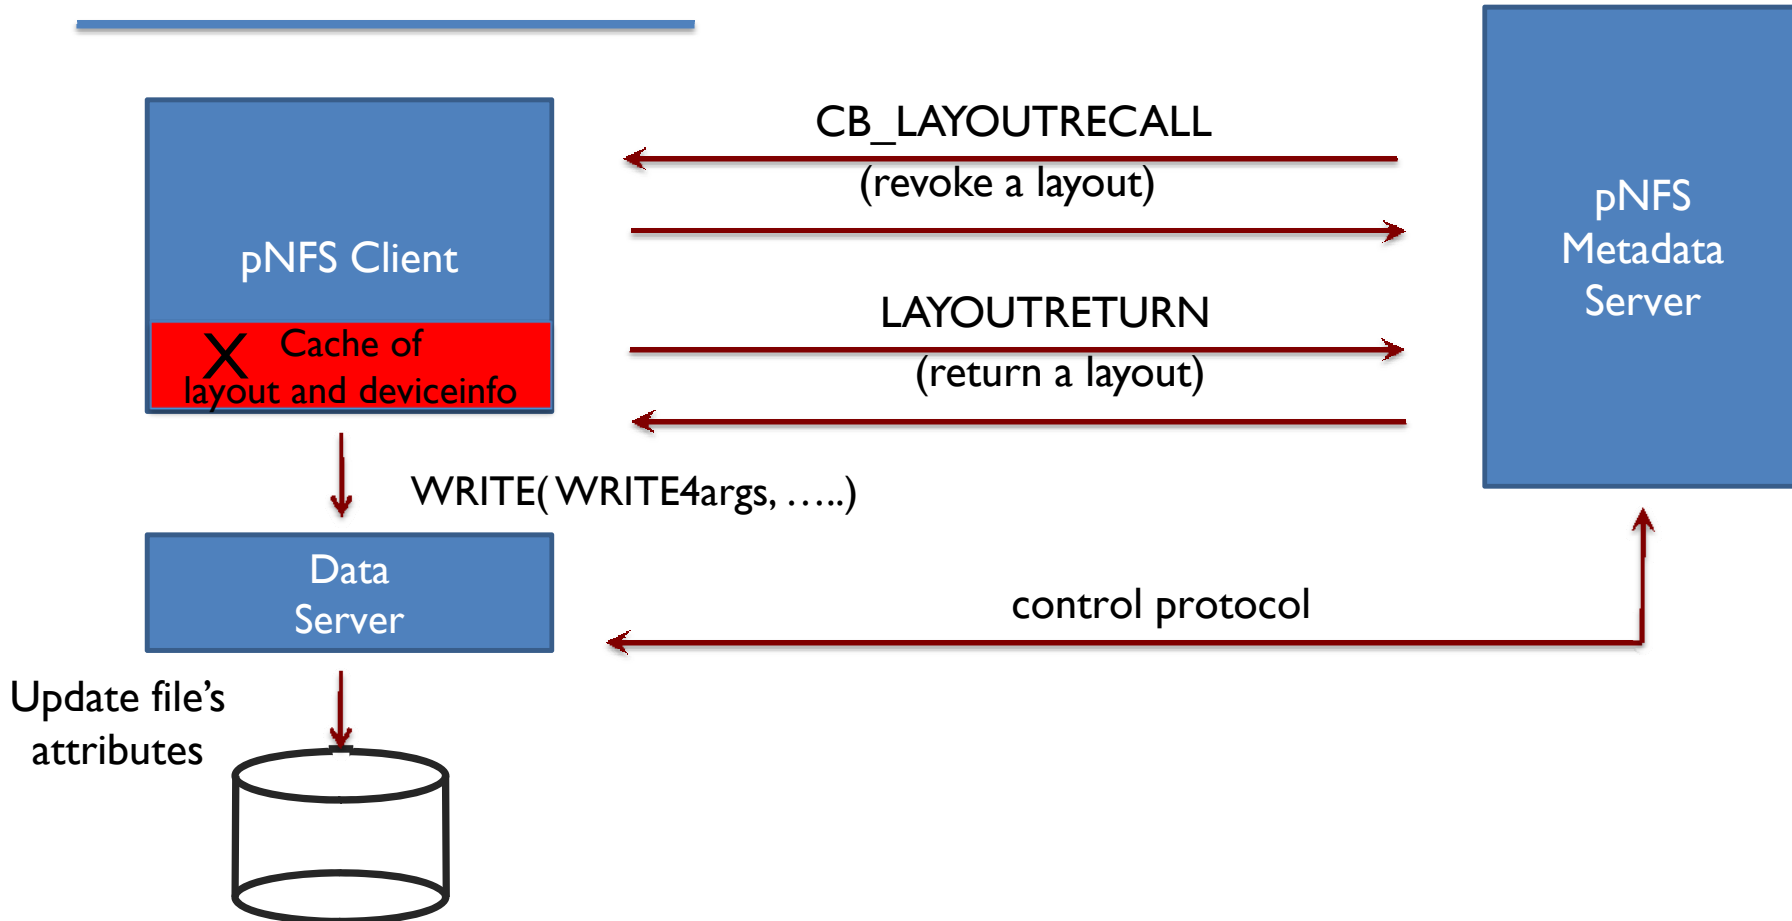 CB_LAYOUTRECALL
(revoke a layout)
pNFS
Metadata
Server
pNFS Client
LAYOUTRETURN
(return a layout)
X Cache of
layout and deviceinfo
WRITE( WRITE4args, …..)
Data
Server
control protocol
Update file’s
attributes